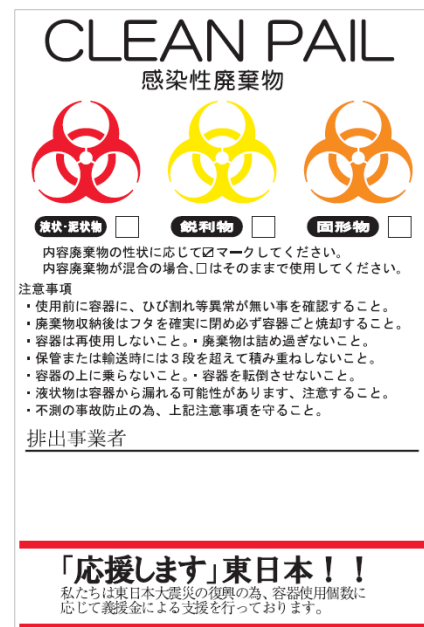 CLEAN PAIL
感染性廃棄物
液状・泥状物 □ 鋭利物 □ 固形物 □
内容廃棄物の性状に応じて☑マークしてください。
内容廃棄物が混合の場合、□はそのままで使用してください。
注意事項
・使用前に容器に、ひび割れ等異常が無い事を確認すること。
・廃棄物収納後はフタを確実に閉め必ず容器ごと焼却すること。
・容器は再使用しないこと。・廃棄物は詰め過ぎないこと。
・保管または輸送時には3段を超えて積み重ねしないこと。
・容器の上に乗らないこと。・容器を転倒させないこと。
・液状物は容器から漏れる可能性があります、注意すること。
・不測の事故防止の為、上記注意事項を守ること。
排出事業者
「応援します」東日本!!
私たちは東日本大震災の復興の為、容器使用個数に
応じて義援金による支援を行っております。